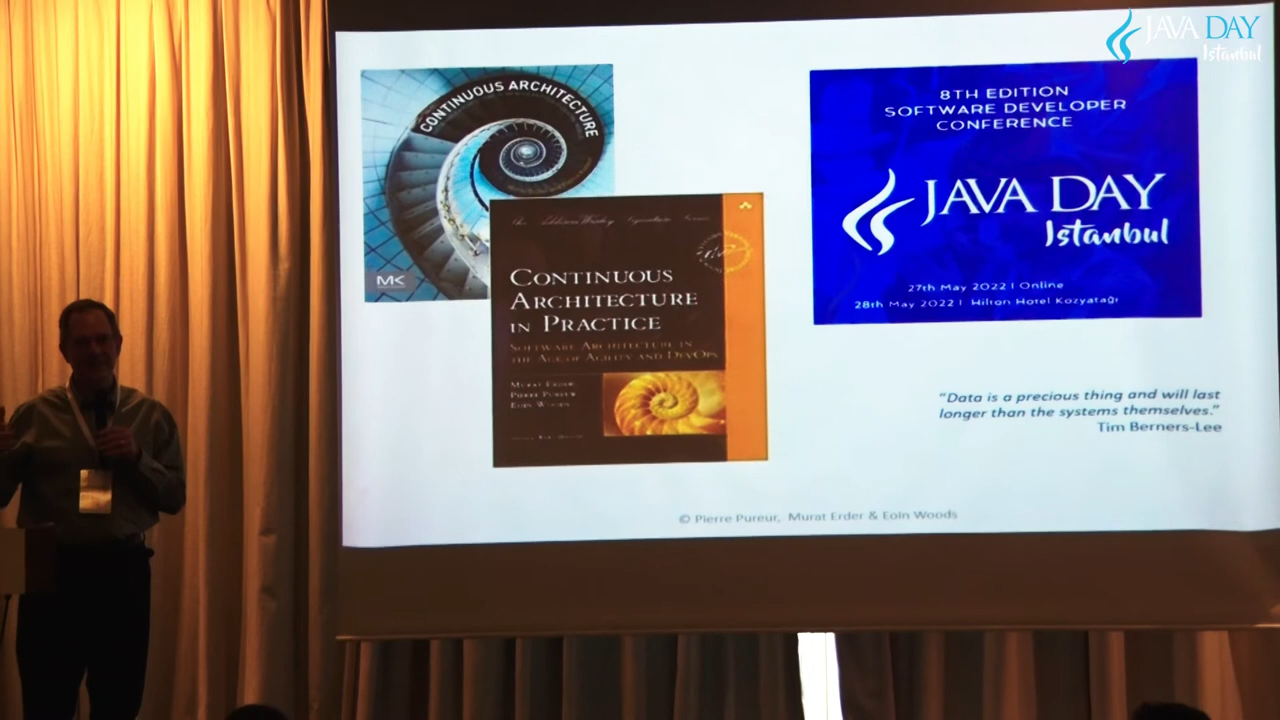 JAVA DAY
Istanbul
CONTINUOUS ARCHITECTURE
MK
CONTINUOUS
ARCHITECTURE
IN PRACTICE
SOFTWARE ARCHITECTURE IN
THE AGE OF AGILITY AND DEVOPS
MURAT ERDER
PIERRE PUREUR
EOIN WOODS
8TH EDITION
SOFTWARE DEVELOPER
CONFERENCE
JAVA DAY
Istanbul
27th May 2022 | Online
28th May 2022 | Hilton Hotel Kozyatağı
“Data is a precious thing and will last
longer than the systems themselves.”
Tim Berners-Lee
© Pierre Pureur, Murat Erder & Eoin Woods